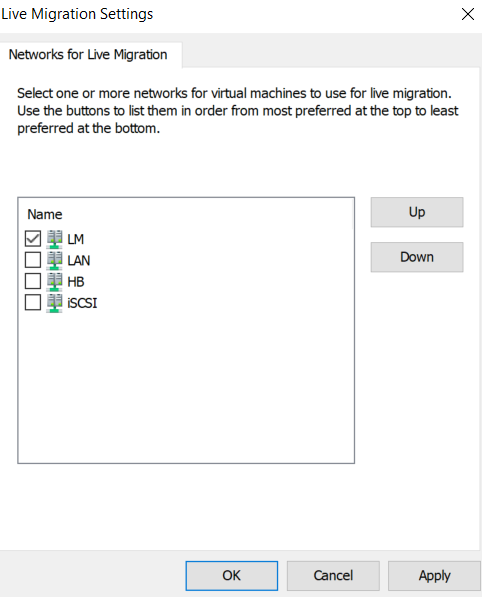 Live Migration Settings
Networks for Live Migration
Select one or more networks for virtual machines to use for live migration.
Use the buttons to list them in order from most preferred at the top to least
preferred at the bottom.
Name
Up
LM
LAN
Down
HB
iSCSI
OK
Cancel
Apply